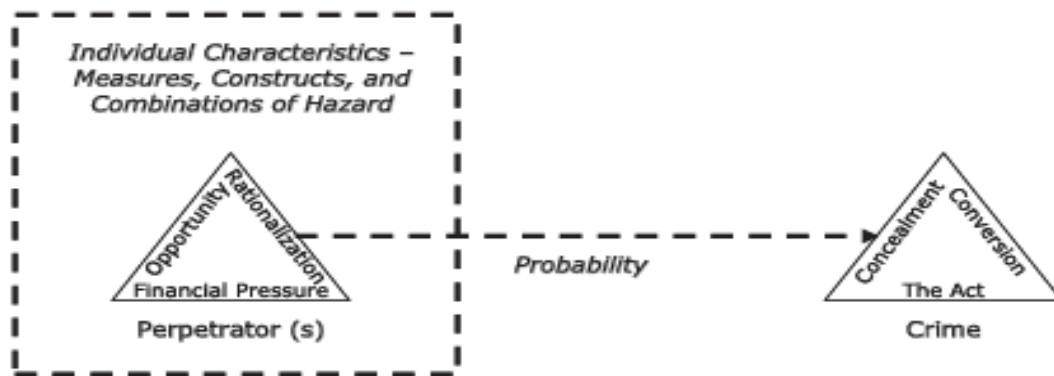 Individual Characteristics –
Measures, Constructs, and
Combinations of Hazard
Opportunity
Rationalization
Financial Pressure
Perpetrator (s)
Probability
Concealment
Conversion
The Act
Crime